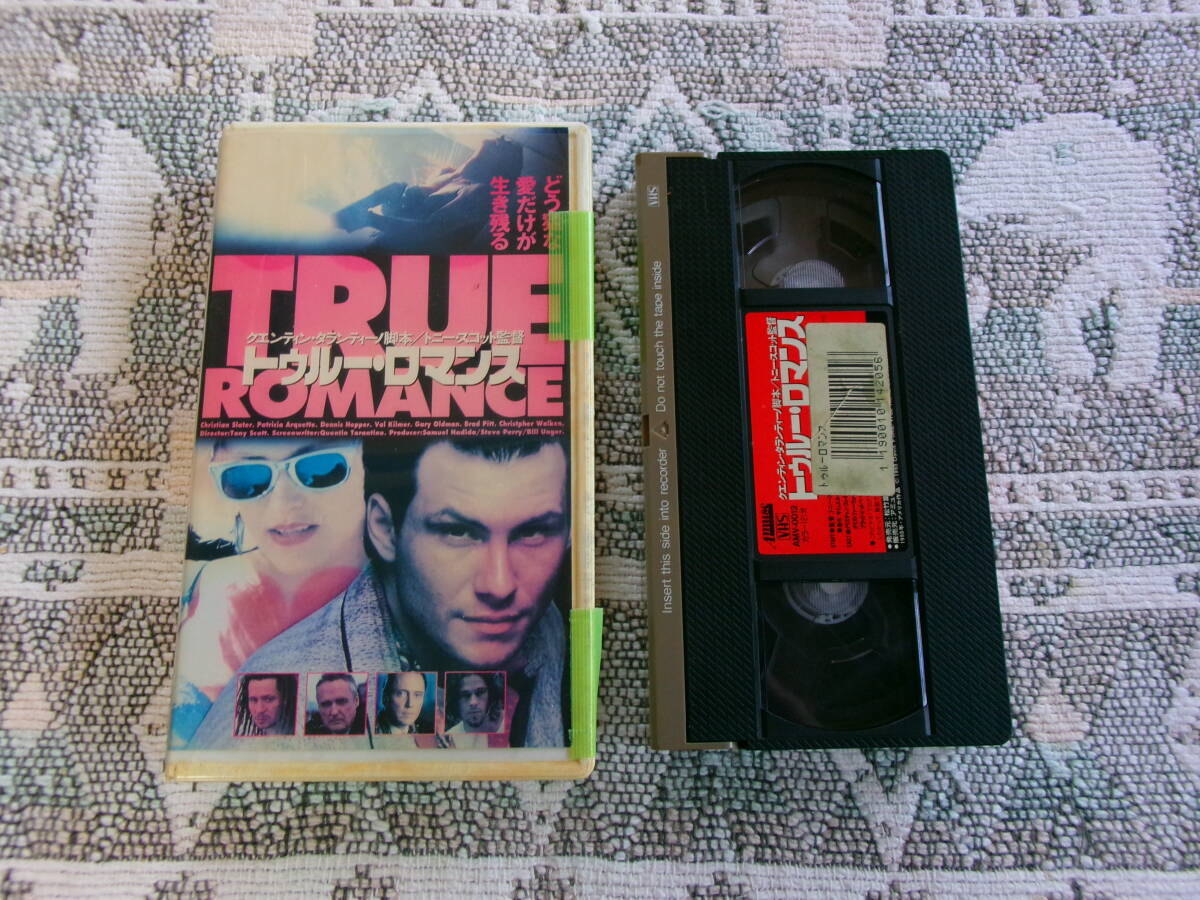 愛だけが
生き残る
TRUE
クエンティン・タランティーノ脚本/トニー・スコット監督
トゥルー・ロマンス
ROMANCE
Christian Slater. Patricia Arquette. Dennis Hopper. Val Kilmer. Gary Oldman. Brad Pitt. Christpher Walken.
Director:Tony Scott. Screenwriter:Quentin Tarantino. Producer:Samuel Hadida/Steve Perry/Bill Unger.
VHS
Insert this side into recorder Do not touch the tape inside
クエンティン・タランティーノ脚本/トニー・スコット監督
トゥルー・ロマンス
トゥルーロマンス
1190010142056
VHS
AMV-0012